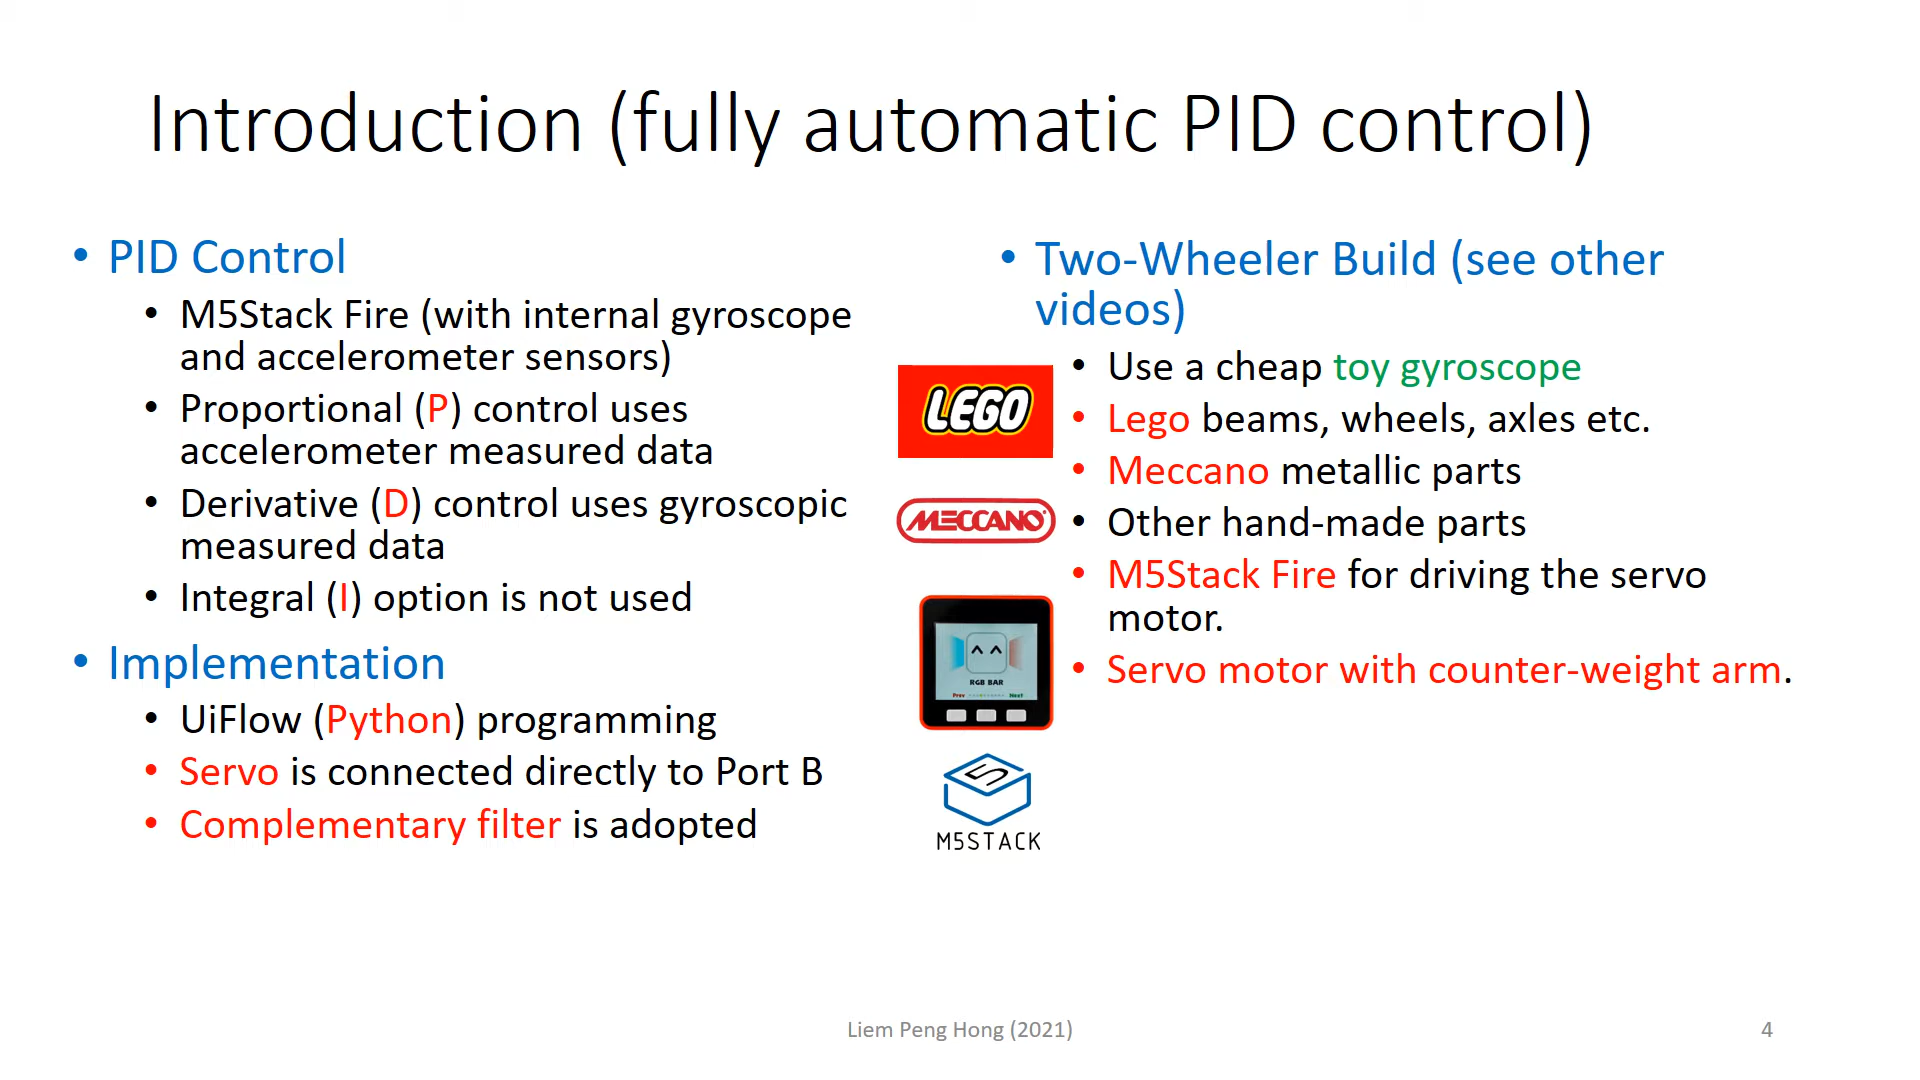 Introduction (fully automatic PID control)
• PID Control
• M5Stack Fire (with internal gyroscope
and accelerometer sensors)
• Proportional (P) control uses
accelerometer measured data
• Derivative (D) control uses gyroscopic
measured data
• Integral (I) option is not used
• Implementation
• UiFlow (Python) programming
• Servo is connected directly to Port B
• Complementary filter is adopted
LEGO
MECCANO
RGB BAR
Prev
Next
5
M5STACK
• Two-Wheeler Build (see other
videos)
• Use a cheap toy gyroscope
• Lego beams, wheels, axles etc.
• Meccano metallic parts
• Other hand-made parts
• M5Stack Fire for driving the servo
motor.
• Servo motor with counter-weight arm.
Liem Peng Hong (2021)
4